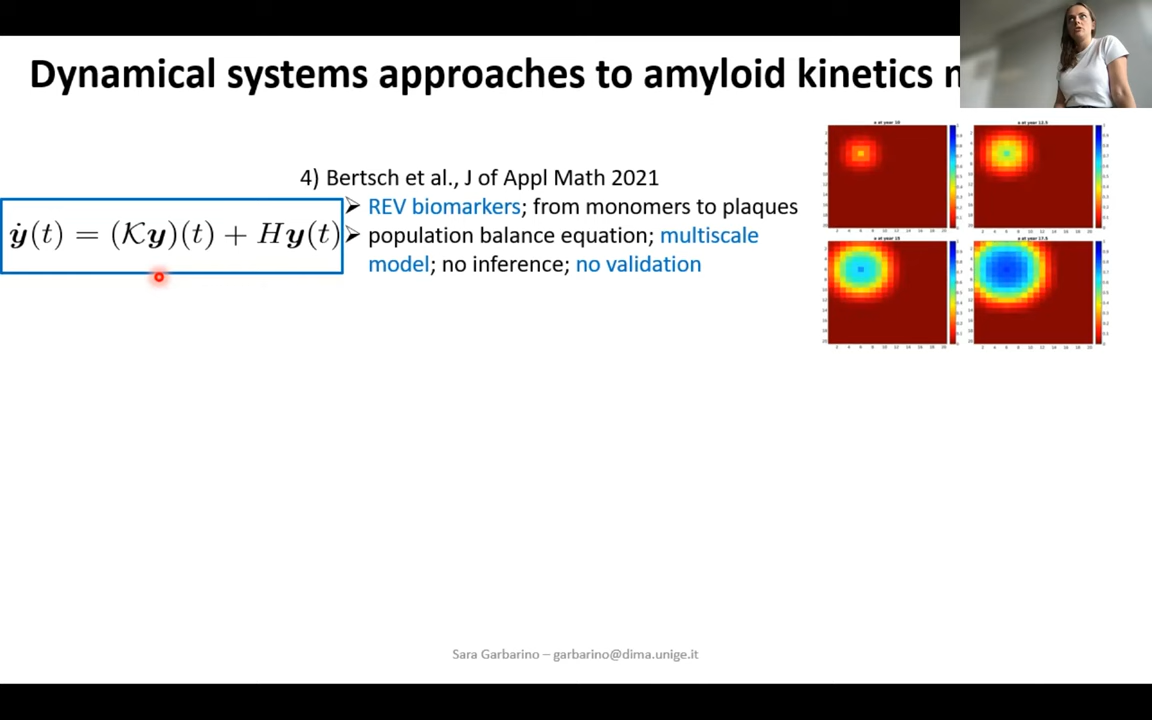 Dynamical systems approaches to amyloid kinetics
4) Bertsch et al., J of Appl Math 2021
➢ REV biomarkers; from monomers to plaques
ẏ(t) = (𝒦y)(t) + Hy(t)
➢ population balance equation; multiscale
model; no inference; no validation
Sara Garbarino – garbarino@dima.unige.it